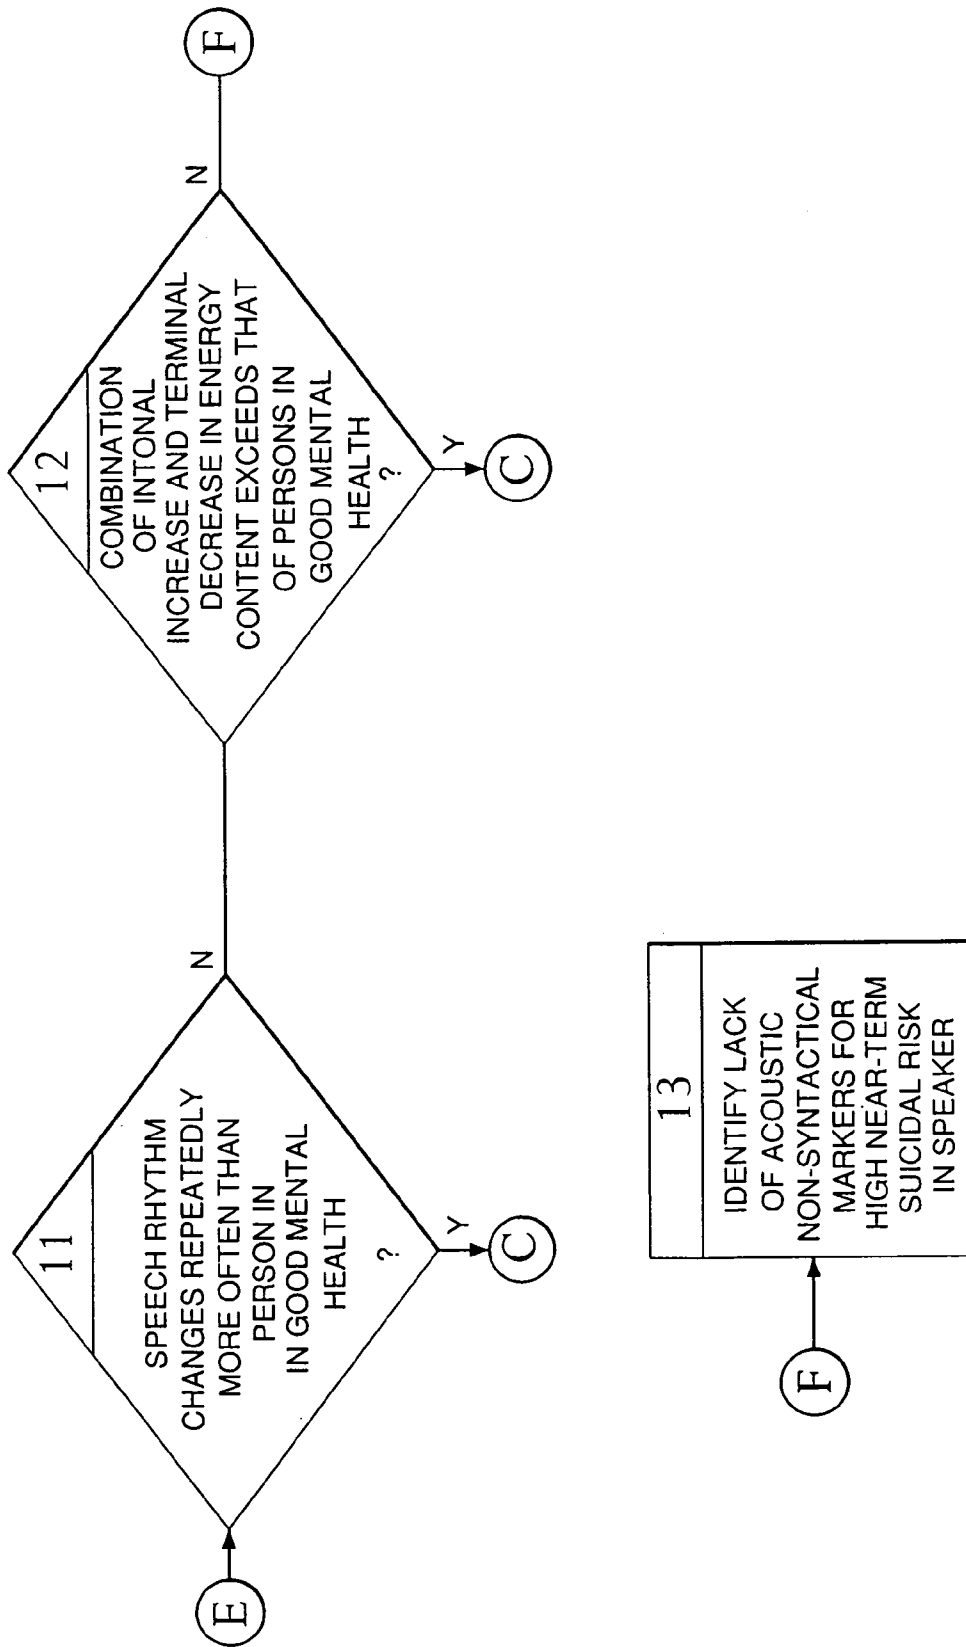 E
11
SPEECH RHYTHM
CHANGES REPEATEDLY
MORE OFTEN THAN
PERSON IN
IN GOOD MENTAL
HEALTH
?
Y
C
N
12
COMBINATION
OF INTONAL
INCREASE AND TERMINAL
DECREASE IN ENERGY
CONTENT EXCEEDS THAT
OF PERSONS IN
GOOD MENTAL
HEALTH
?
Y
C
N
F
F
13
IDENTIFY LACK
OF ACOUSTIC
NON-SYNTACTICAL
MARKERS FOR
HIGH NEAR-TERM
SUICIDAL RISK
IN SPEAKER